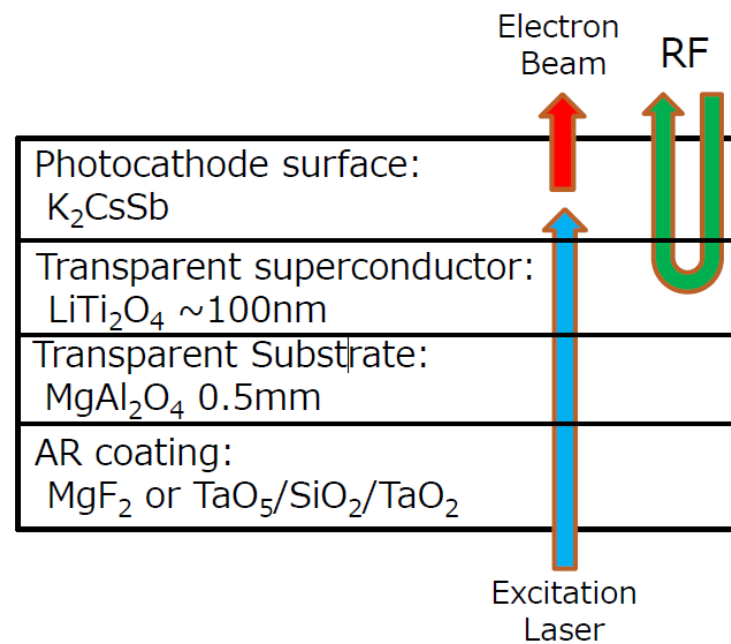 Electron
Beam
RF
Photocathode surface:
K₂CsSb
Transparent superconductor:
LiTi₂O₄ ~100nm
Transparent Substrate:
MgAl₂O₄ 0.5mm
AR coating:
MgF₂ or TaO₅/SiO₂/TaO₂
Excitation
Laser